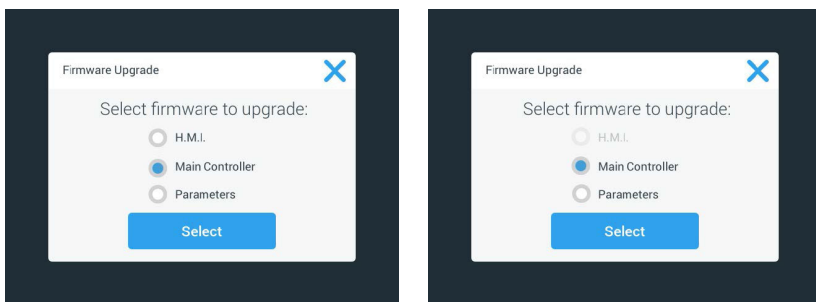 Firmware Upgrade
Select firmware to upgrade:
H.M.I.
Main Controller
Parameters
Select
Firmware Upgrade
Select firmware to upgrade:
H.M.I.
Main Controller
Parameters
Select